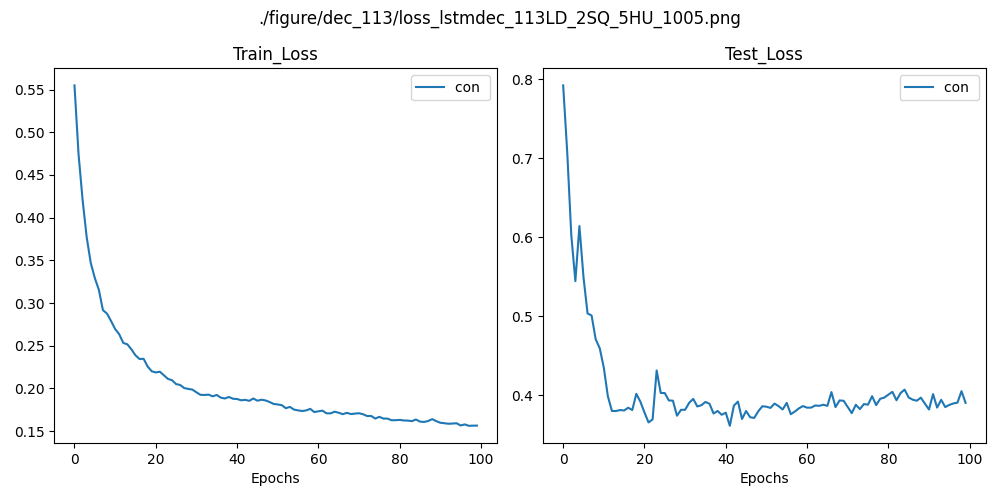 ./figure/dec_113/loss_lstmdec_113LD_2SQ_5HU_1005.png
Train_Loss
con
0.55
0.50
0.45
0.40
0.35
0.30
0.25
0.20
0.15
0 20 40 60 80 100
Epochs
Test_Loss
con
0.8
0.7
0.6
0.5
0.4
0 20 40 60 80 100
Epochs